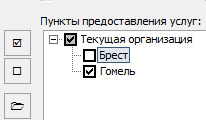 Пункты предоставления услуг:
Текущая организация
Брест
Гомель